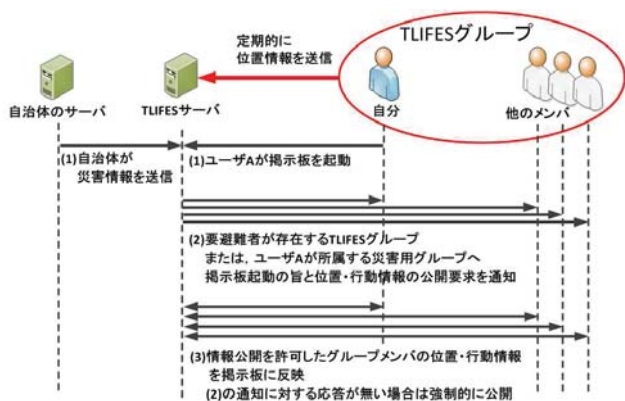 TLIFESグループ
定期的に
位置情報を送信
自治体のサーバ
TLIFESサーバ
自分
他のメンバ
(1)自治体が
災害情報を送信
(1)ユーザAが掲示板を起動
(2)要避難者が存在するTLIFESグループ
または，ユーザAが所属する災害用グループへ
掲示板起動の旨と位置・行動情報の公開要求を通知
(3)情報公開を許可したグループメンバの位置・行動情報
を掲示板に反映
(2)の通知に対する応答が無い場合は強制的に公開